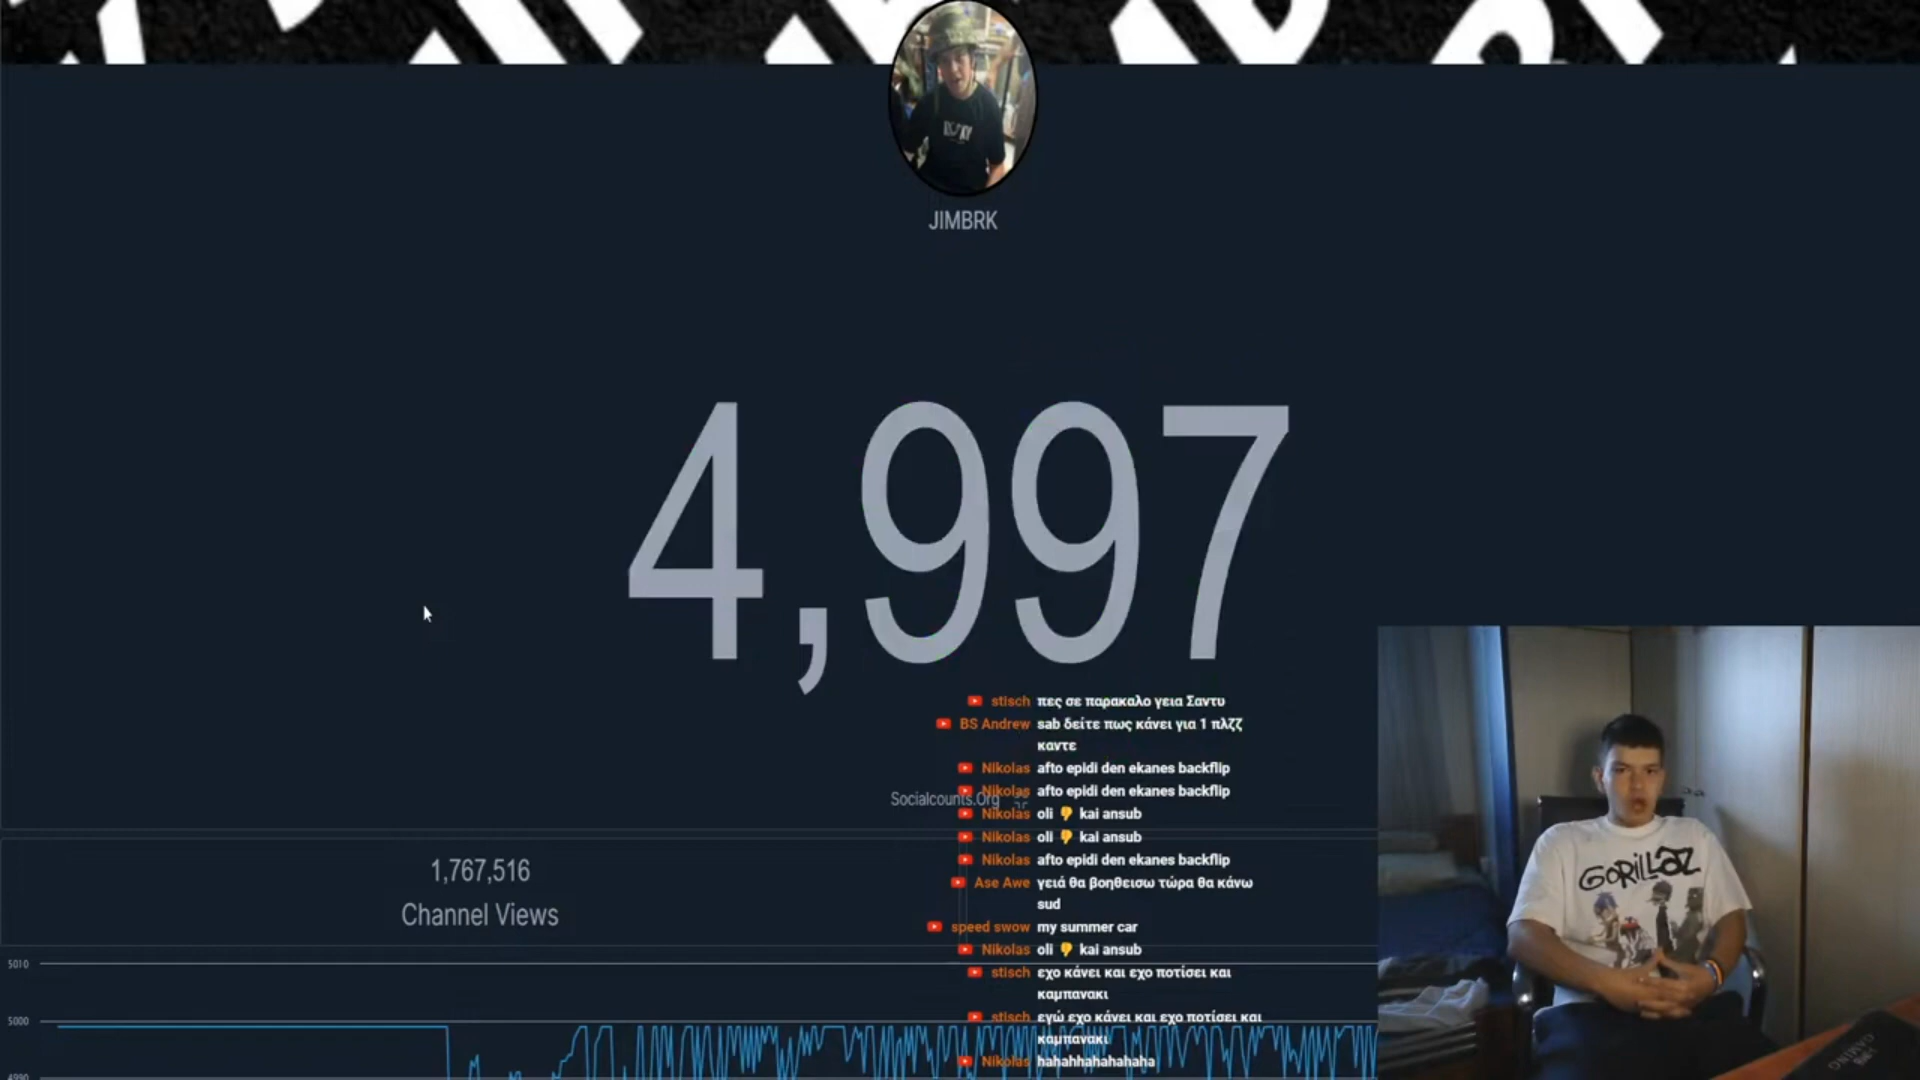 JIMBRK
4,997
stisch πες σε παρακαλο γεια Σαντυ
BS Andrew sab δείτε πως κάνει για 1 πλζζ
καντε
Nikolas afto epidi den ekanes backflip
Nikolas afto epidi den ekanes backflip
Socialcounts.Org
Nikolas oli 👎 kai ansub
Nikolas oli 👎 kai ansub
Nikolas afto epidi den ekanes backflip
Ase Awe γειά θα βοηθεισω τώρα θα κάνω
sud
speed swow my summer car
Nikolas oli 👎 kai ansub
stisch εχο κάνει και εχο ποτίσει και
καμπανακι
stisch εγώ εχο κάνει και εχο ποτίσει και
καμπανακι
Nikolas hahahhahahahaha
1,767,516
Channel Views
5010
5000
4990
GORILLAZ
GAMING